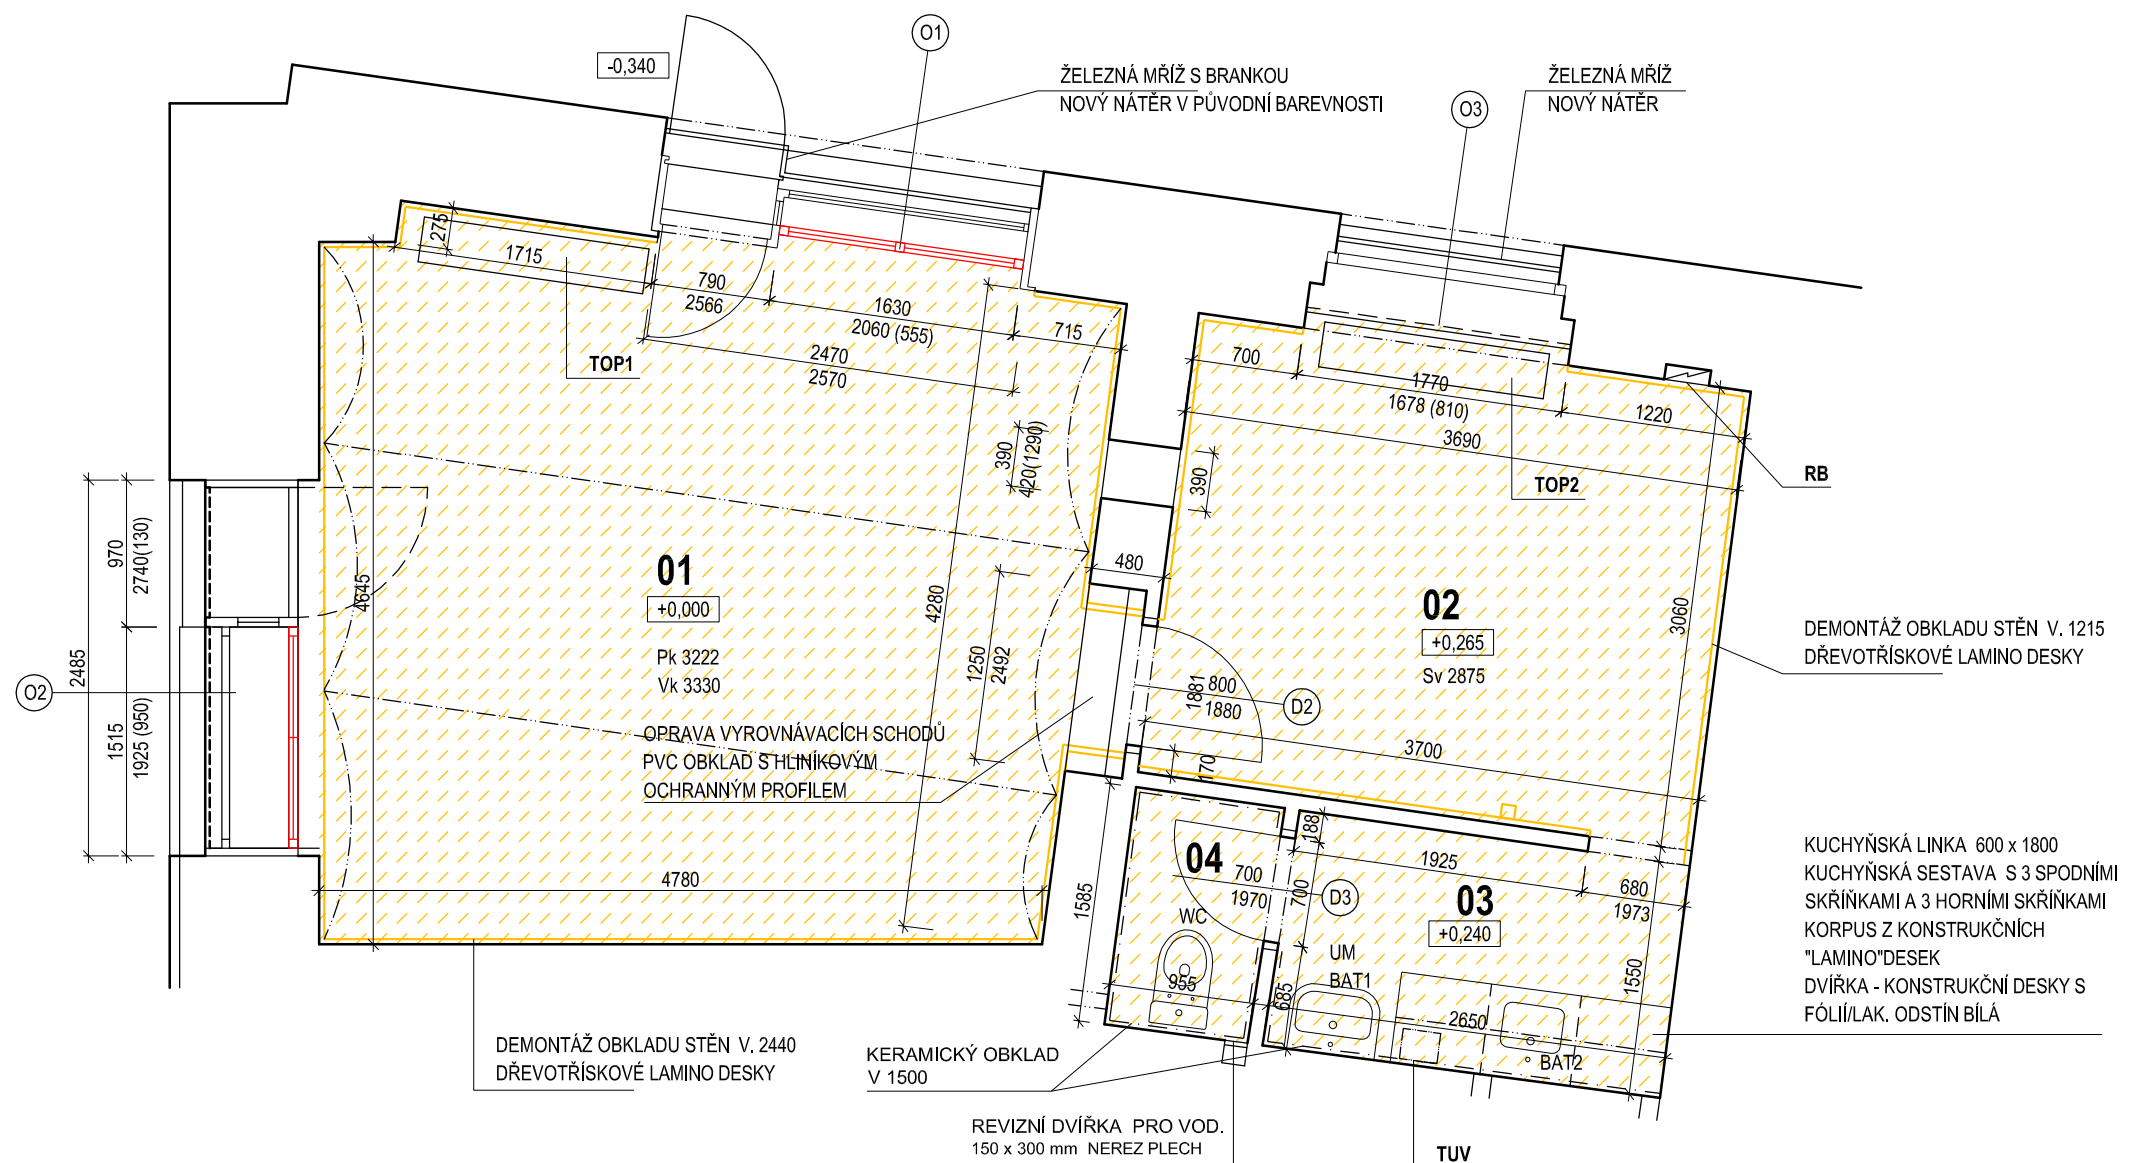 O1
-0,340
ŽELEZNÁ MŘÍŽ S BRANKOU
NOVÝ NÁTĚR V PŮVODNÍ BAREVNOSTI
ŽELEZNÁ MŘÍŽ
NOVÝ NÁTĚR
O3
275
1715
790
2566
1630
2060 (555)
715
2470
2570
TOP1
700
1770
1678 (810)
1220
3690
TOP2
RB
390
420(1290)
390
480
970
2740(130)
2485
1515
1925 (950)
O2
4645
01
+0,000
Pk 3222
Vk 3330
4280
1250
2492
02
+0,265
Sv 2875
3060
DEMONTÁŽ OBKLADU STĚN V. 1215
DŘEVOTŘÍSKOVÉ LAMINO DESKY
800
1880
1881
D2
3700
170
OPRAVA VYROVNÁVACÍCH SCHODŮ
PVC OBKLAD S HLINÍKOVÝM
OCHRANNÝM PROFILEM
4780
1585
04
700
1970
D3
WC
955
188
700
685
1925
680
1973
03
+0,240
UM
BAT1
2650
BAT2
1550
KUCHYŇSKÁ LINKA 600 x 1800
KUCHYŇSKÁ SESTAVA S 3 SPODNÍMI
SKŘÍŇKAMI A 3 HORNÍMI SKŘÍŇKAMI
KORPUS Z KONSTRUKČNÍCH
"LAMINO"DESEK
DVÍŘKA - KONSTRUKČNÍ DESKY S
FÓLIÍ/LAK. ODSTÍN BÍLÁ
DEMONTÁŽ OBKLADU STĚN V. 2440
DŘEVOTŘÍSKOVÉ LAMINO DESKY
KERAMICKÝ OBKLAD
V 1500
REVIZNÍ DVÍŘKA PRO VOD.
150 x 300 mm NEREZ PLECH
TUV